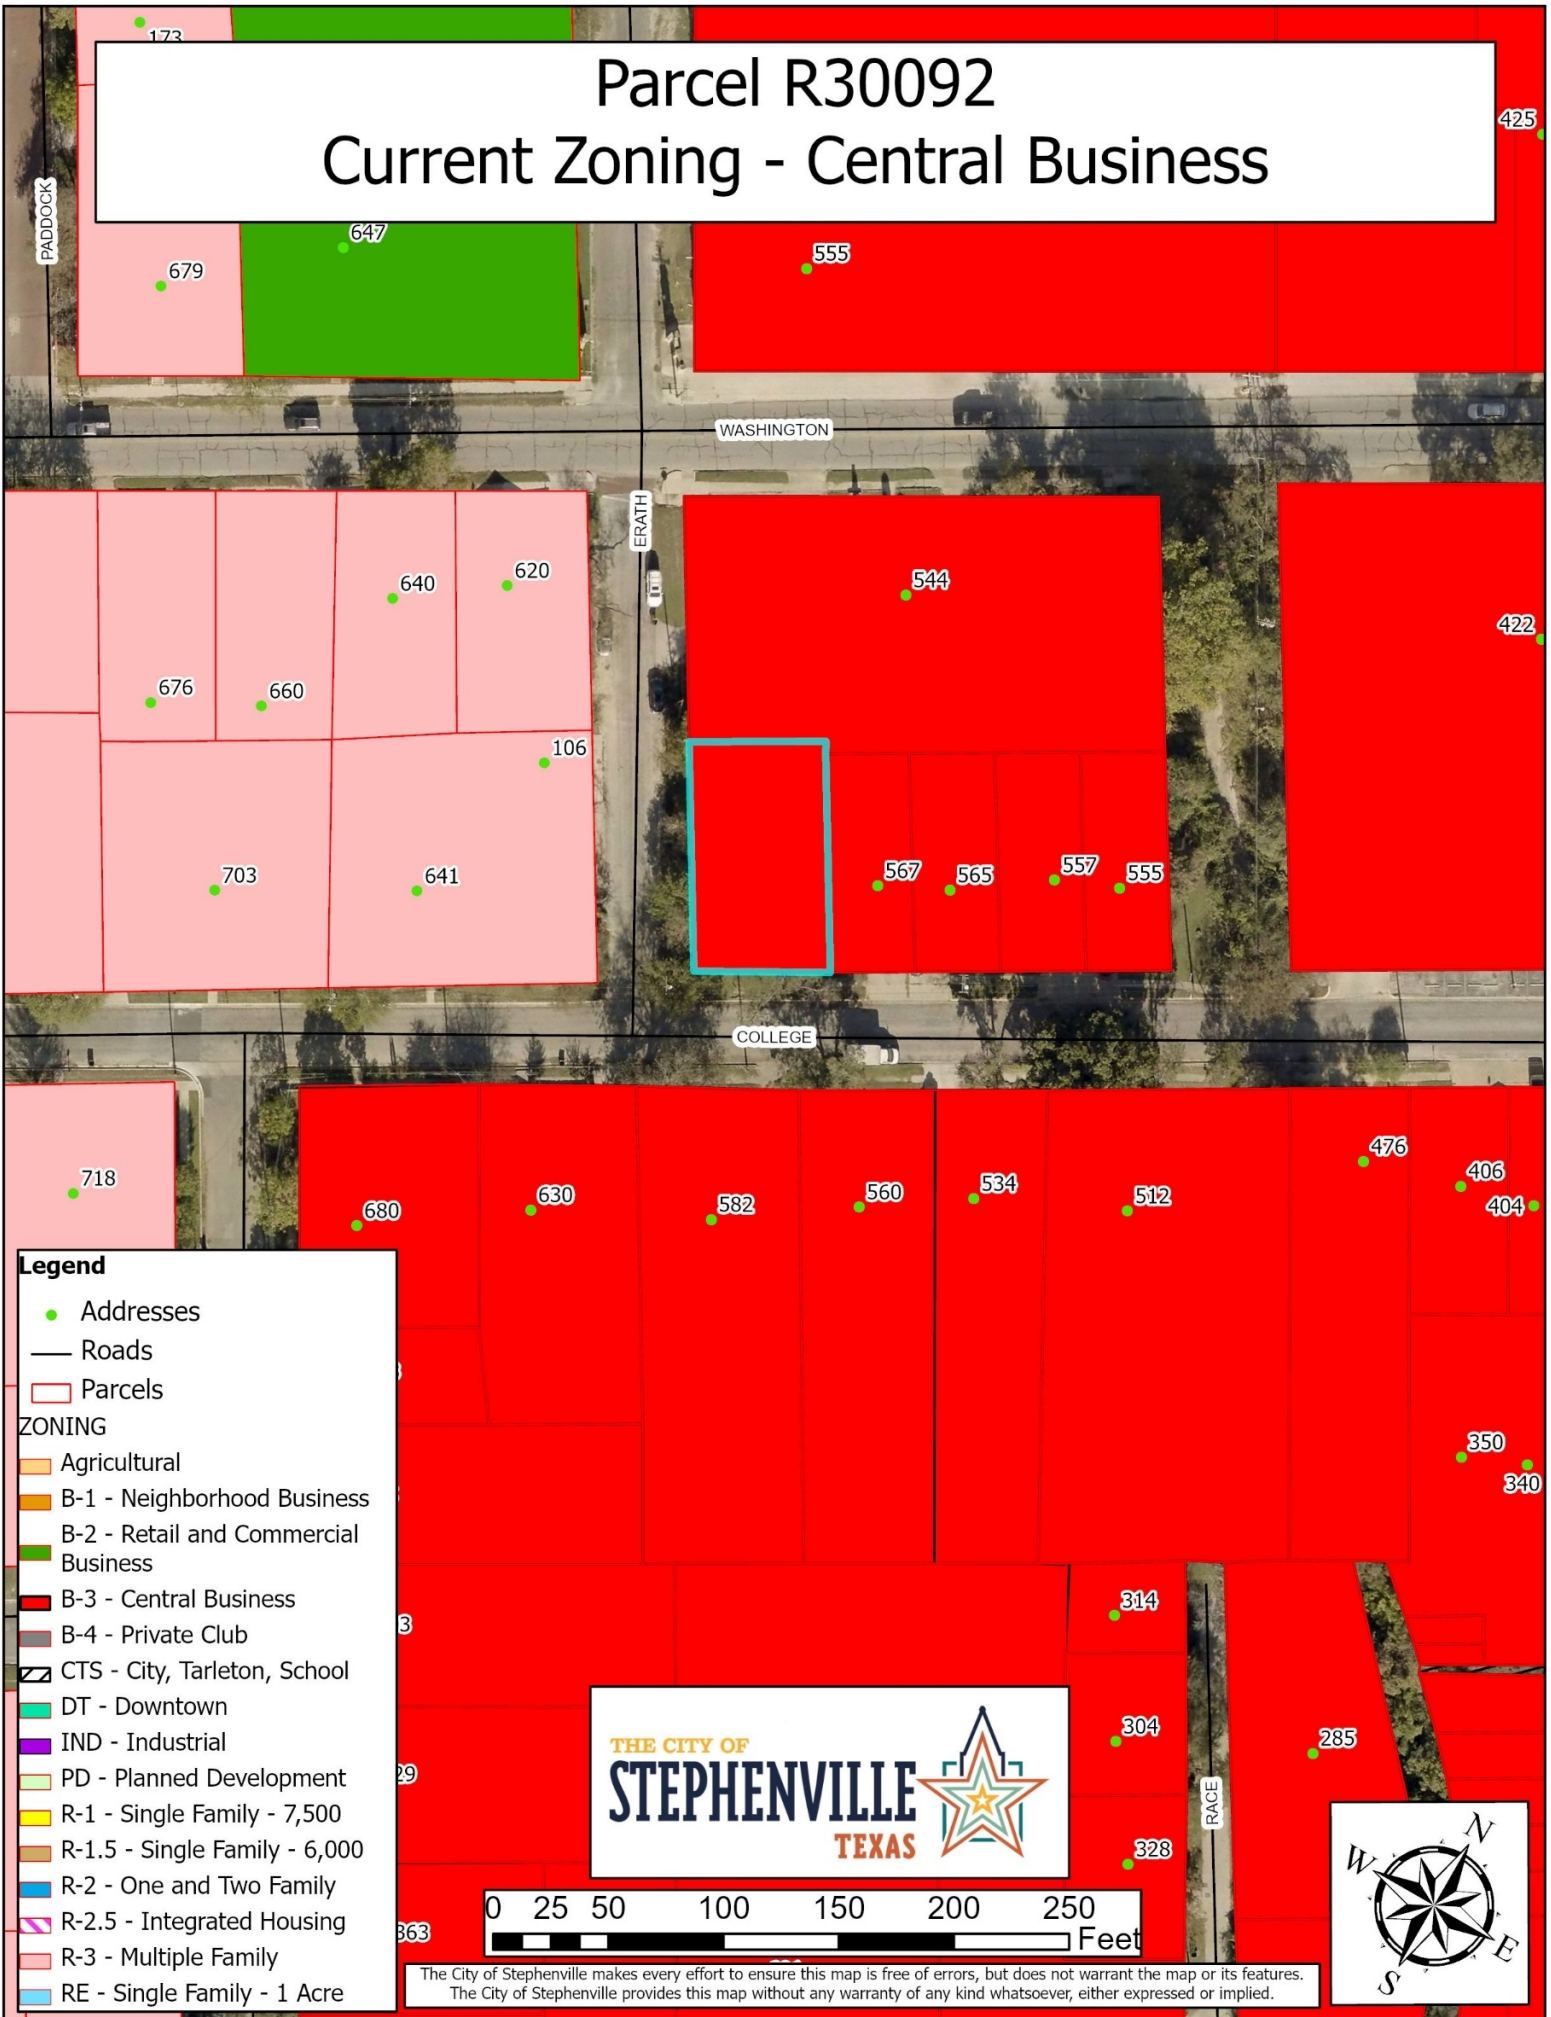 173
Parcel R30092
Current Zoning - Central Business
425
PADDOCK
647
679
555
WASHINGTON
ERATH
640
620
544
422
676
660
106
703
641
567
565
557
555
COLLEGE
718
680
630
582
560
534
512
476
406
404
350
340
314
304
285
328
RACE
3
29
363
Legend
Addresses
Roads
Parcels
ZONING
Agricultural
B-1 - Neighborhood Business
B-2 - Retail and Commercial
Business
B-3 - Central Business
B-4 - Private Club
CTS - City, Tarleton, School
DT - Downtown
IND - Industrial
PD - Planned Development
R-1 - Single Family - 7,500
R-1.5 - Single Family - 6,000
R-2 - One and Two Family
R-2.5 - Integrated Housing
R-3 - Multiple Family
RE - Single Family - 1 Acre
THE CITY OF
STEPHENVILLE
TEXAS
0 25 50 100 150 200 250
Feet
N
W
E
S
The City of Stephenville makes every effort to ensure this map is free of errors, but does not warrant the map or its features.
The City of Stephenville provides this map without any warranty of any kind whatsoever, either expressed or implied.